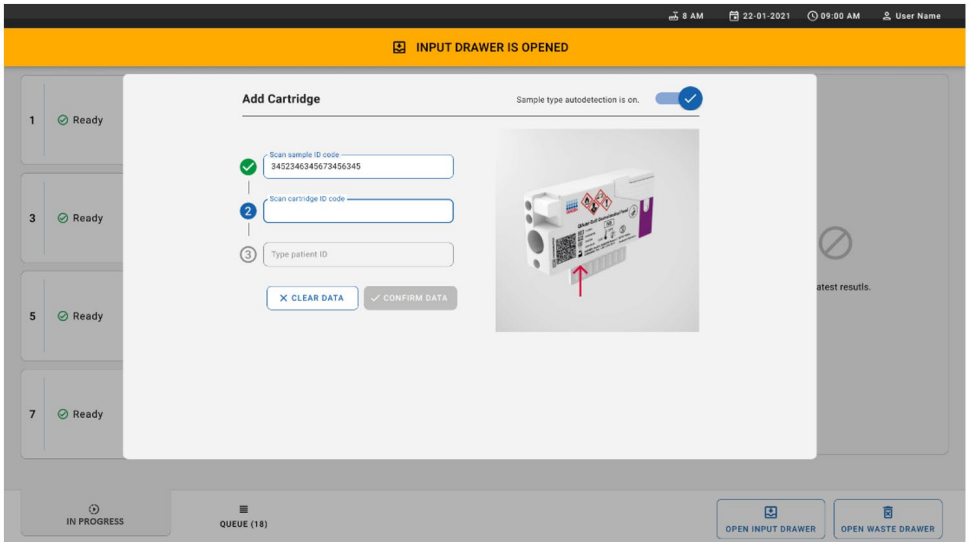 8 AM
22-01-2021
09:00 AM
User Name
INPUT DRAWER IS OPENED
Add Cartridge
Sample type autodetection is on.
1
Ready
Scan sample ID code
3452346345673456345
2
Scan cartridge ID code
3
Type patient ID
CLEAR DATA
CONFIRM DATA
3
Ready
atest resutls.
5
Ready
7
Ready
IN PROGRESS
QUEUE (18)
OPEN INPUT DRAWER
OPEN WASTE DRAWER